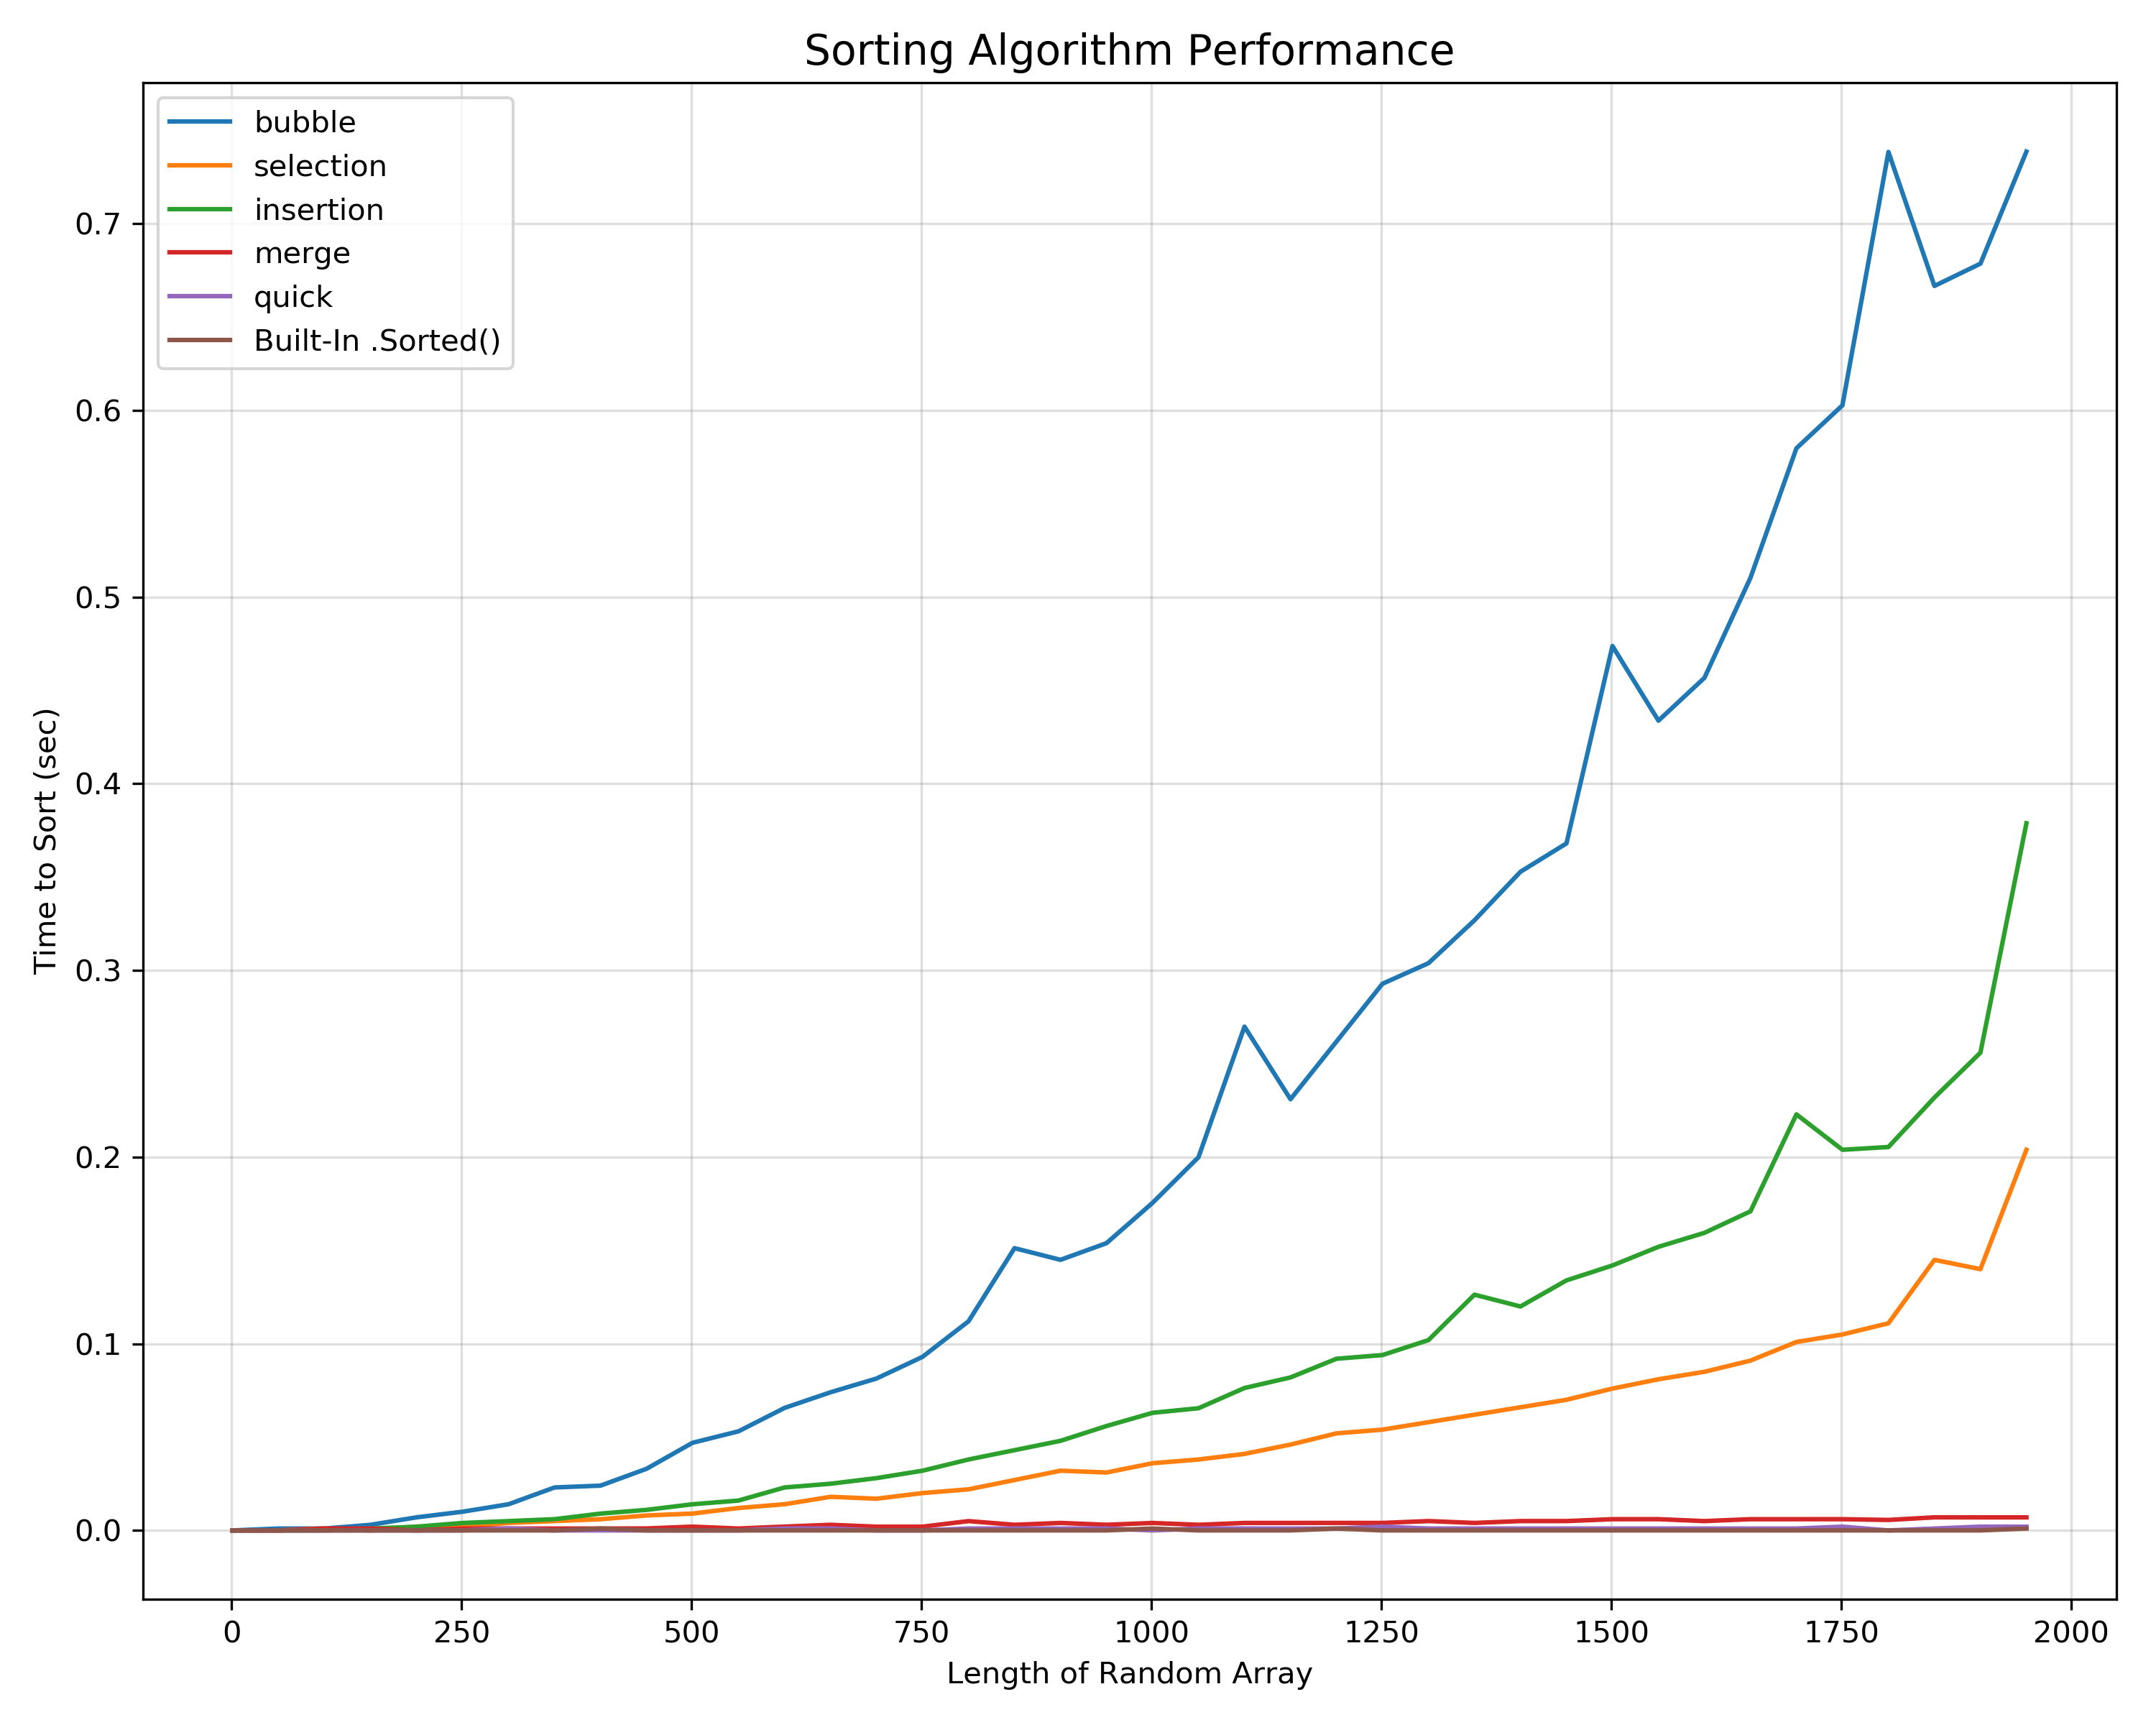 Sorting Algorithm Performance
bubble
selection
insertion
merge
quick
Built-In .Sorted()
0.7
0.6
0.5
0.4
0.3
0.2
0.1
0.0
Time to Sort (sec)
0 250 500 750 1000 1250 1500 1750 2000
Length of Random Array